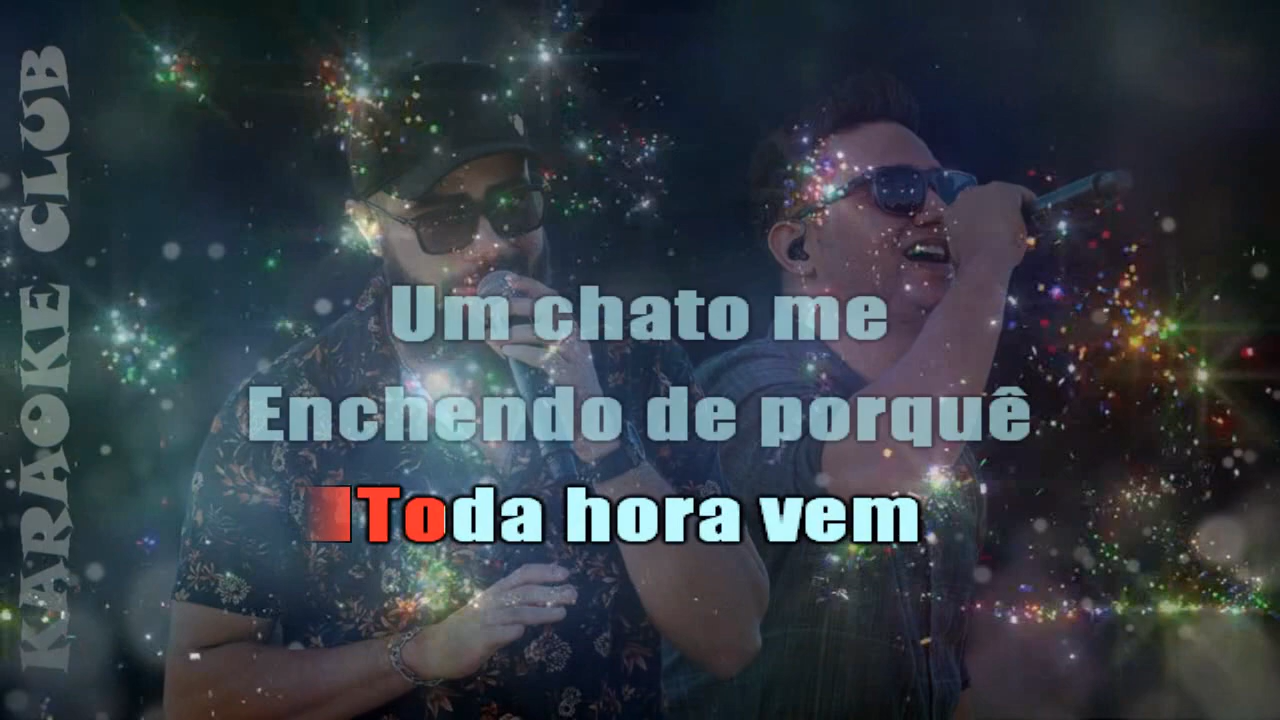 KARAOKE CLUB
Um chato me
Enchendo de porquê
Toda hora vem